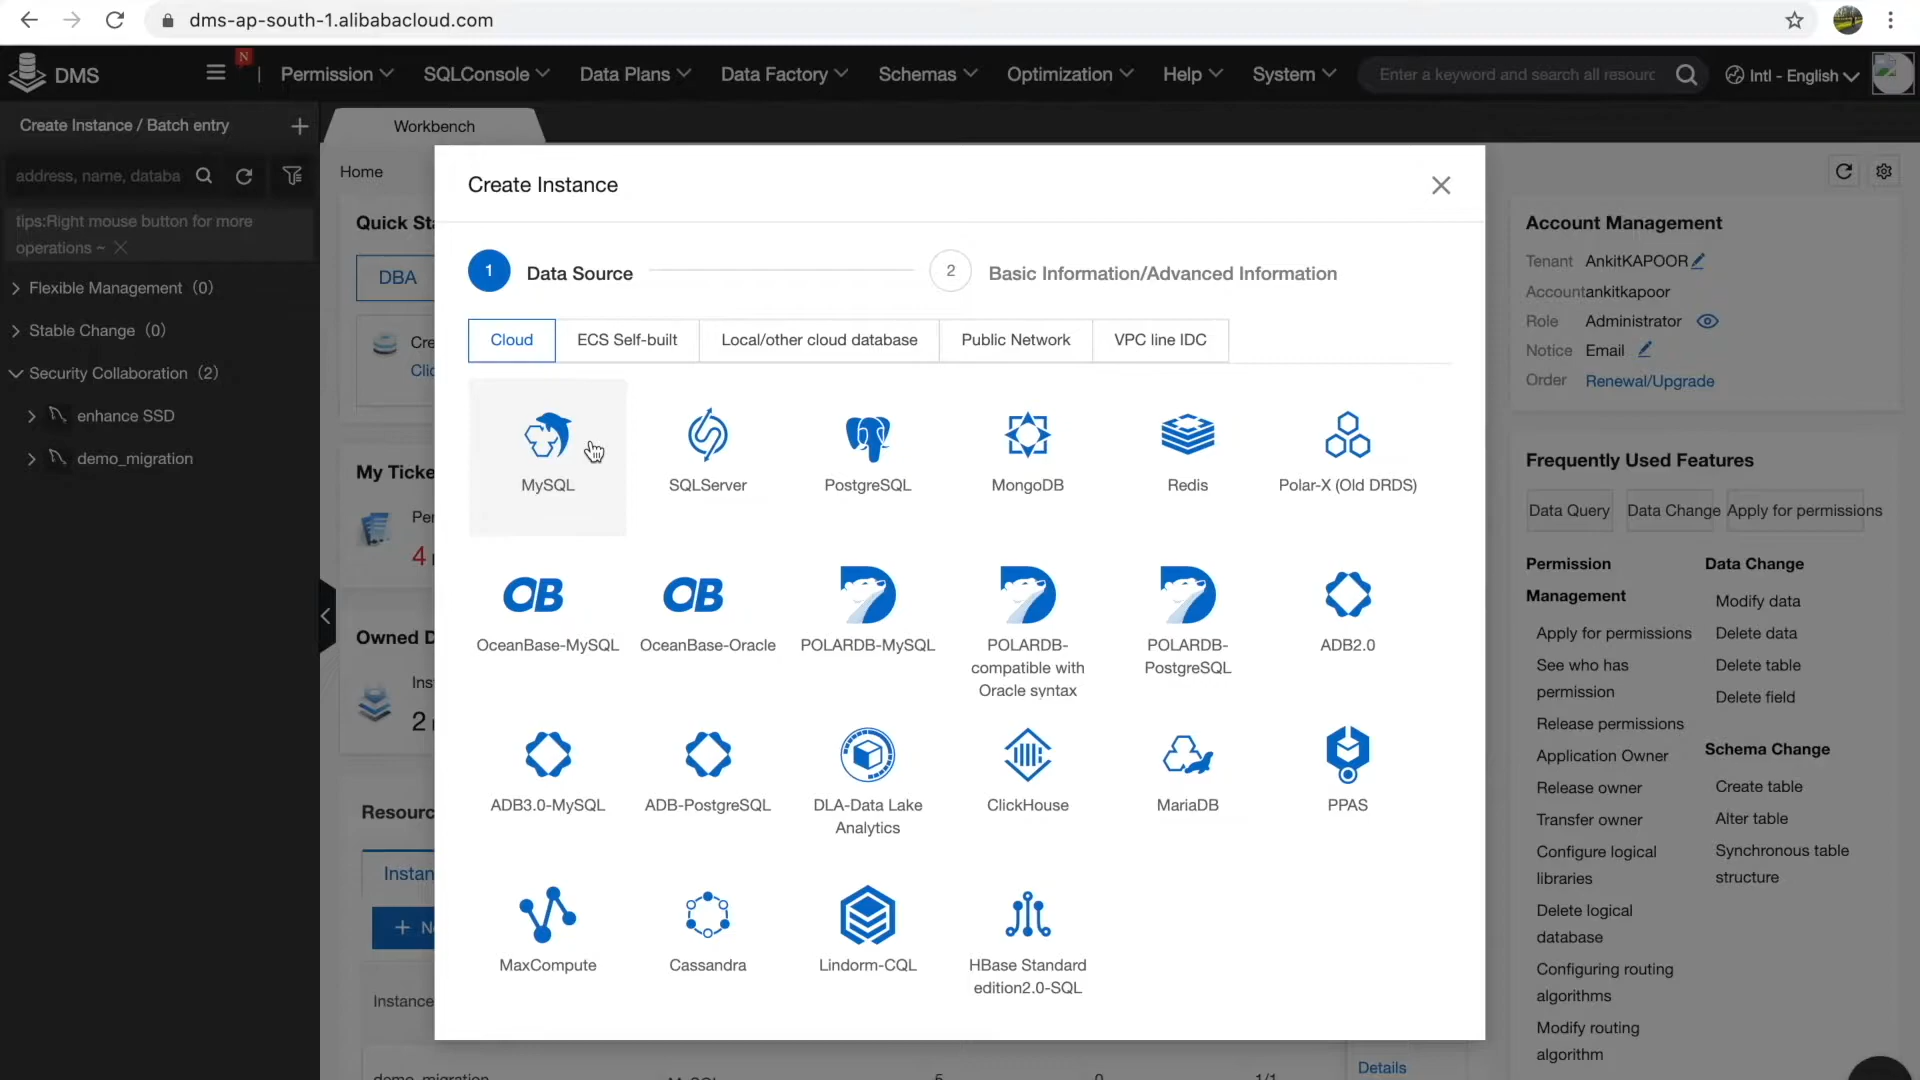 dms-ap-south-1.alibabacloud.com
DMS
N
Permission
SQLConsole
Data Plans
Data Factory
Schemas
Optimization
Help
System
Enter a keyword and search all resourc
Intl - English
Create Instance / Batch entry
Workbench
address, name, databa
tips:Right mouse button for more
operations ~
Flexible Management (0)
Stable Change (0)
Security Collaboration (2)
enhance SSD
demo_migration
Home
Quick Sta
DBA
Cre
Clic
My Ticke
Per
4
Owned D
Ins
2
Resourc
Instan
+ N
Instance
demo_migration
5
0
1/1
Details
Create Instance
1
Data Source
2
Basic Information/Advanced Information
Cloud
ECS Self-built
Local/other cloud database
Public Network
VPC line IDC
MySQL
SQLServer
PostgreSQL
MongoDB
Redis
Polar-X (Old DRDS)
OB
OceanBase-MySQL
OB
OceanBase-Oracle
POLARDB-MySQL
POLARDB-
compatible with
Oracle syntax
POLARDB-
PostgreSQL
ADB2.0
ADB3.0-MySQL
ADB-PostgreSQL
DLA-Data Lake
Analytics
ClickHouse
MariaDB
PPAS
MaxCompute
Cassandra
Lindorm-CQL
HBase Standard
edition2.0-SQL
Account Management
Tenant AnkitKAPOOR
Accountankitkapoor
Role Administrator
Notice Email
Order Renewal/Upgrade
Frequently Used Features
Data Query
Data Change
Apply for permissions
Permission
Management
Apply for permissions
See who has
permission
Release permissions
Application Owner
Release owner
Transfer owner
Configure logical
libraries
Delete logical
database
Configuring routing
algorithms
Modify routing
algorithm
Data Change
Modify data
Delete data
Delete table
Delete field
Schema Change
Create table
Alter table
Synchronous table
structure